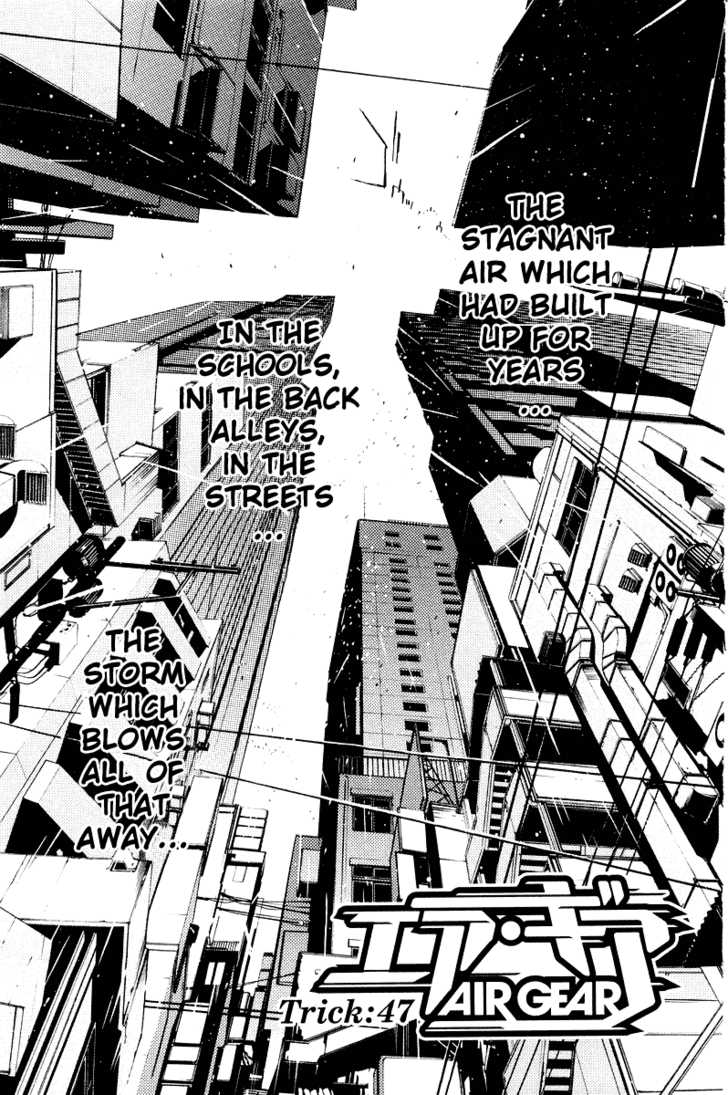 THE
STAGNANT
AIR WHICH
HAD BUILT
UP FOR
YEARS
...
IN THE
SCHOOLS,
IN THE BACK
ALLEYS,
IN THE
STREETS
...
THE
STORM
WHICH
BLOWS
ALL OF
THAT
AWAY...
エア・ギア
AIR GEAR
Trick:47